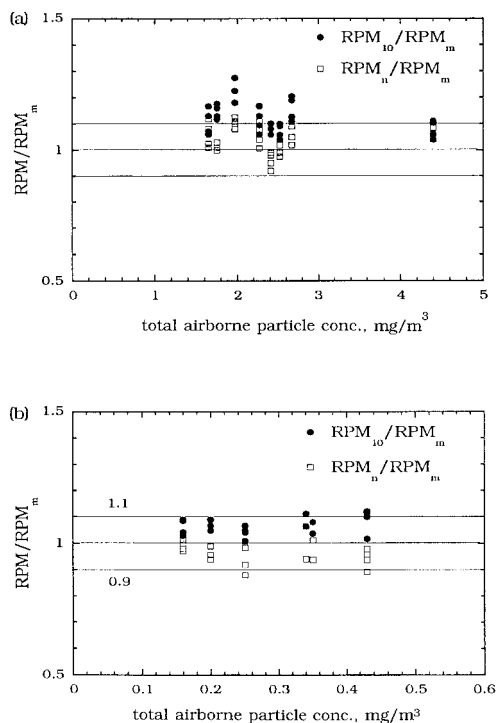 (a)
1.5
RPM₁₀/RPMₘ
RPMₙ/RPMₘ
RPM/RPMₘ
1.0
0.5
0 1 2 3 4 5
total airborne particle conc., mg/m³
(b)
1.5
RPM₁₀/RPMₘ
RPMₙ/RPMₘ
1.1
RPM/RPMₘ
1
0.9
0.5
0 0.1 0.2 0.3 0.4 0.5 0.6
total airborne particle conc., mg/m³